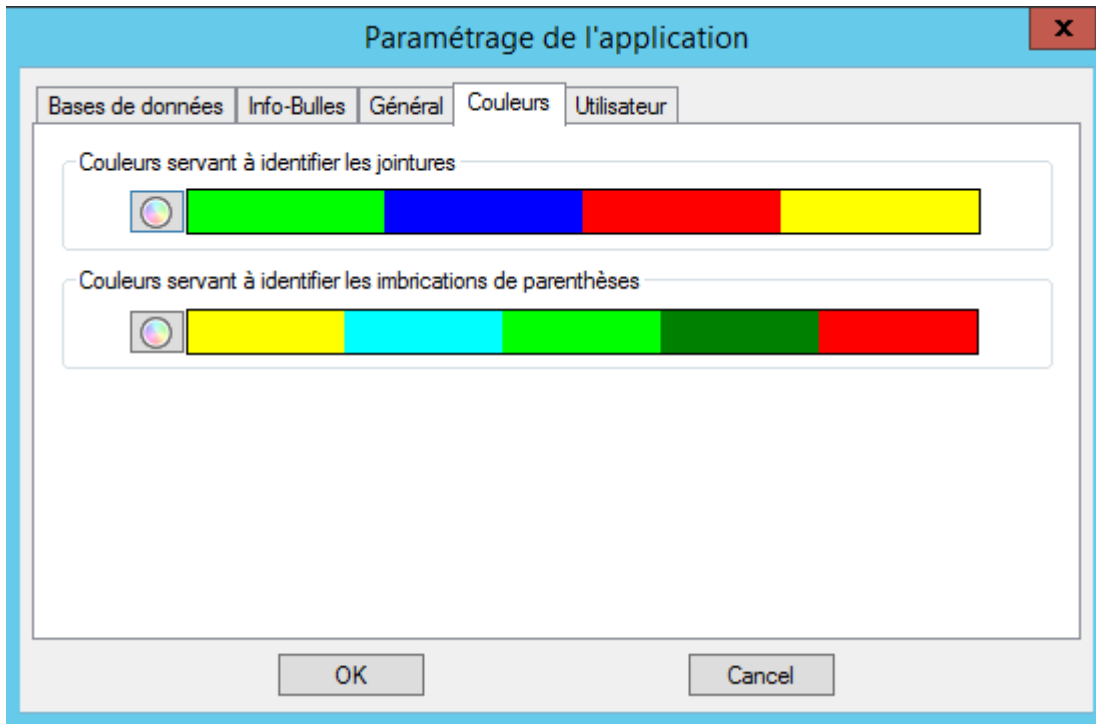 Paramétrage de l'application
x
Bases de données Info-Bulles Général Couleurs Utilisateur
Couleurs servant à identifier les jointures
Couleurs servant à identifier les imbrications de parenthèses
OK Cancel